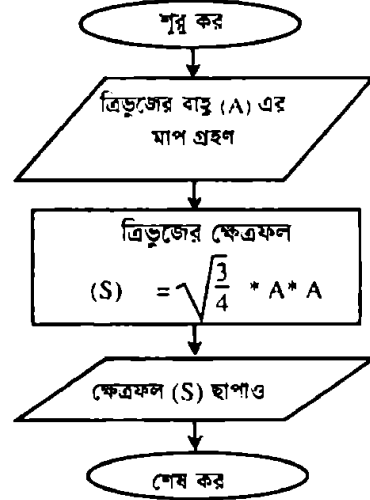 শুরু কর
ত্রিভুজের বাহু (A) এর
মাপ গ্রহণ
ত্রিভুজের ক্ষেত্রফল
(S) = √3/4 * A* A
ক্ষেত্রফল (S) ছাপাও
শেষ কর